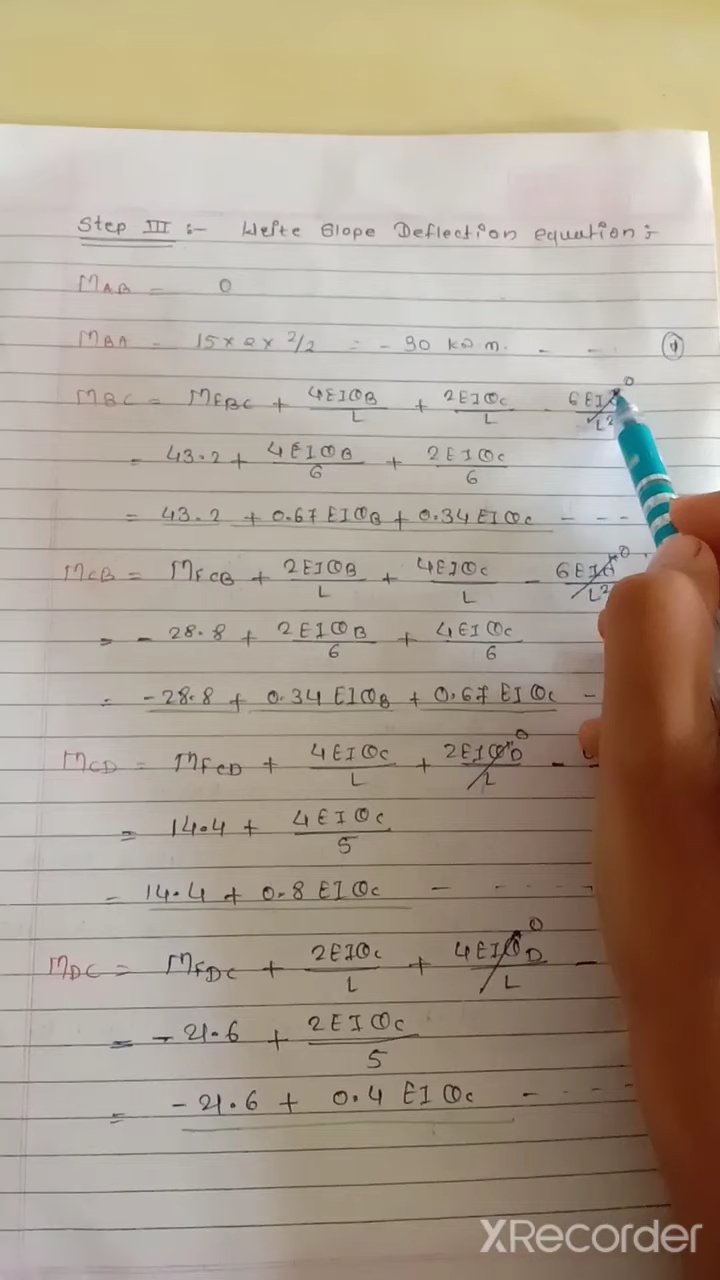 Step III :- Write Slope Deflection equation :-
MAB = 0
MBA = 15 x 2 x 2/2 = - 30 kN m. - - (1)
MBC = MFBC + 4EIθB/L + 2EIθC/L - 6EIδ/L² 0
= 43.2 + 4EIθB/6 + 2EIθC/6
= 43.2 + 0.67 EIθB + 0.34 EIθC - - -
MCB = MFCB + 2EIθB/L + 4EIθC/L - 6EIδ/L² 0
= - 28.8 + 2EIθB/6 + 4EIθC/6
= -28.8 + 0.34 EIθB + 0.67 EIθC -
MCD = MFCD + 4EIθC/L + 2EIθD/L 0 -
= 14.4 + 4EIθC/5
= 14.4 + 0.8 EIθC - - - -
MDC = MFDC + 2EIθC/L + 4EIθD/L 0 -
= - 21.6 + 2EIθC/5
= -21.6 + 0.4 EIθC - - - -
XRecorder